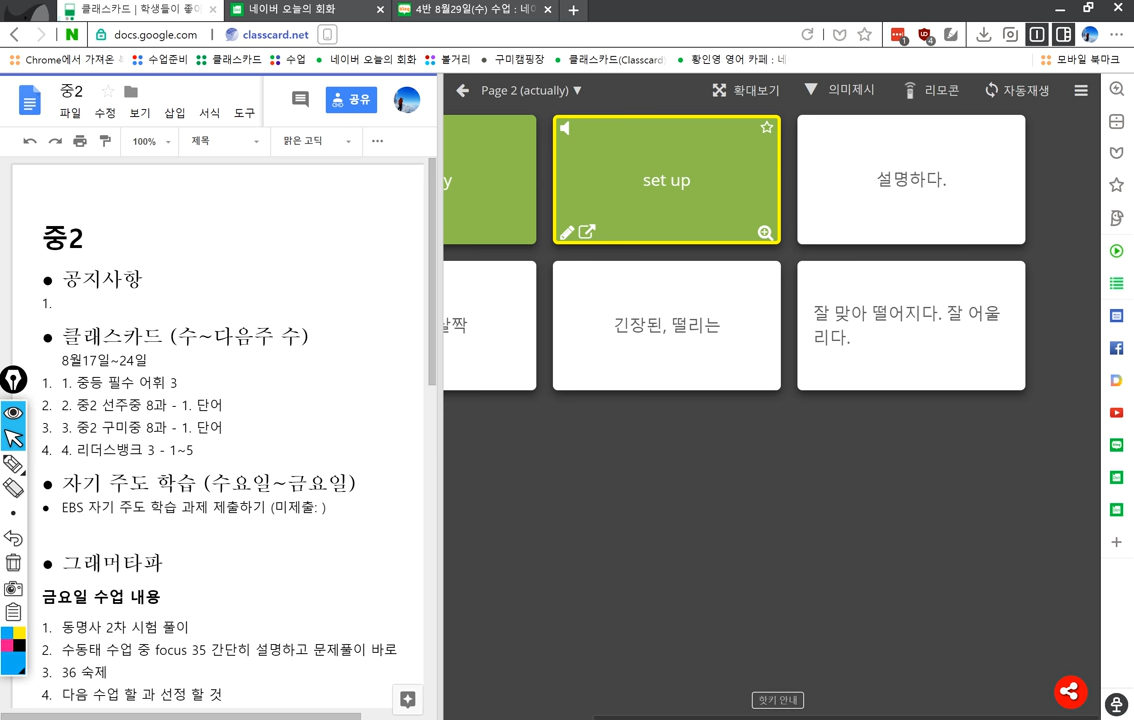 클래스카드 | 학생들이 좋아
네이버 오늘의 회화
4반 8월29일(수) 수업 : 네이
docs.google.com
classcard.net
Chrome에서 가져온
수업준비
클래스카드
수업
네이버 오늘의 회화
볼거리
구미캠핑장
클래스카드(Classcard)
황인영 영어 카페 : 네
모바일 북마크
중2
파일 수정 보기 삽입 서식 도구
공유
100% 제목 맑은 고딕
중2
● 공지사항
1.
● 클래스카드 (수~다음주 수)
8월17일~24일
1. 1. 중등 필수 어휘 3
2. 2. 중2 선주중 8과 - 1. 단어
3. 3. 중2 구미중 8과 - 1. 단어
4. 4. 리더스뱅크 3 - 1~5
● 자기 주도 학습 (수요일~금요일)
● EBS 자기 주도 학습 과제 제출하기 (미제출: )
● 그래머타파
금요일 수업 내용
1. 동명사 2차 시험 풀이
2. 수동태 수업 중 focus 35 간단히 설명하고 문제풀이 바로
3. 36 숙제
4. 다음 수업 할 과 선정 할 것
Page 2 (actually) ▼
확대보기
의미제시
리모콘
자동재생
y
set up
설명하다.
짝
긴장된, 떨리는
잘 맞아 떨어지다. 잘 어울
리다.
핫키 안내